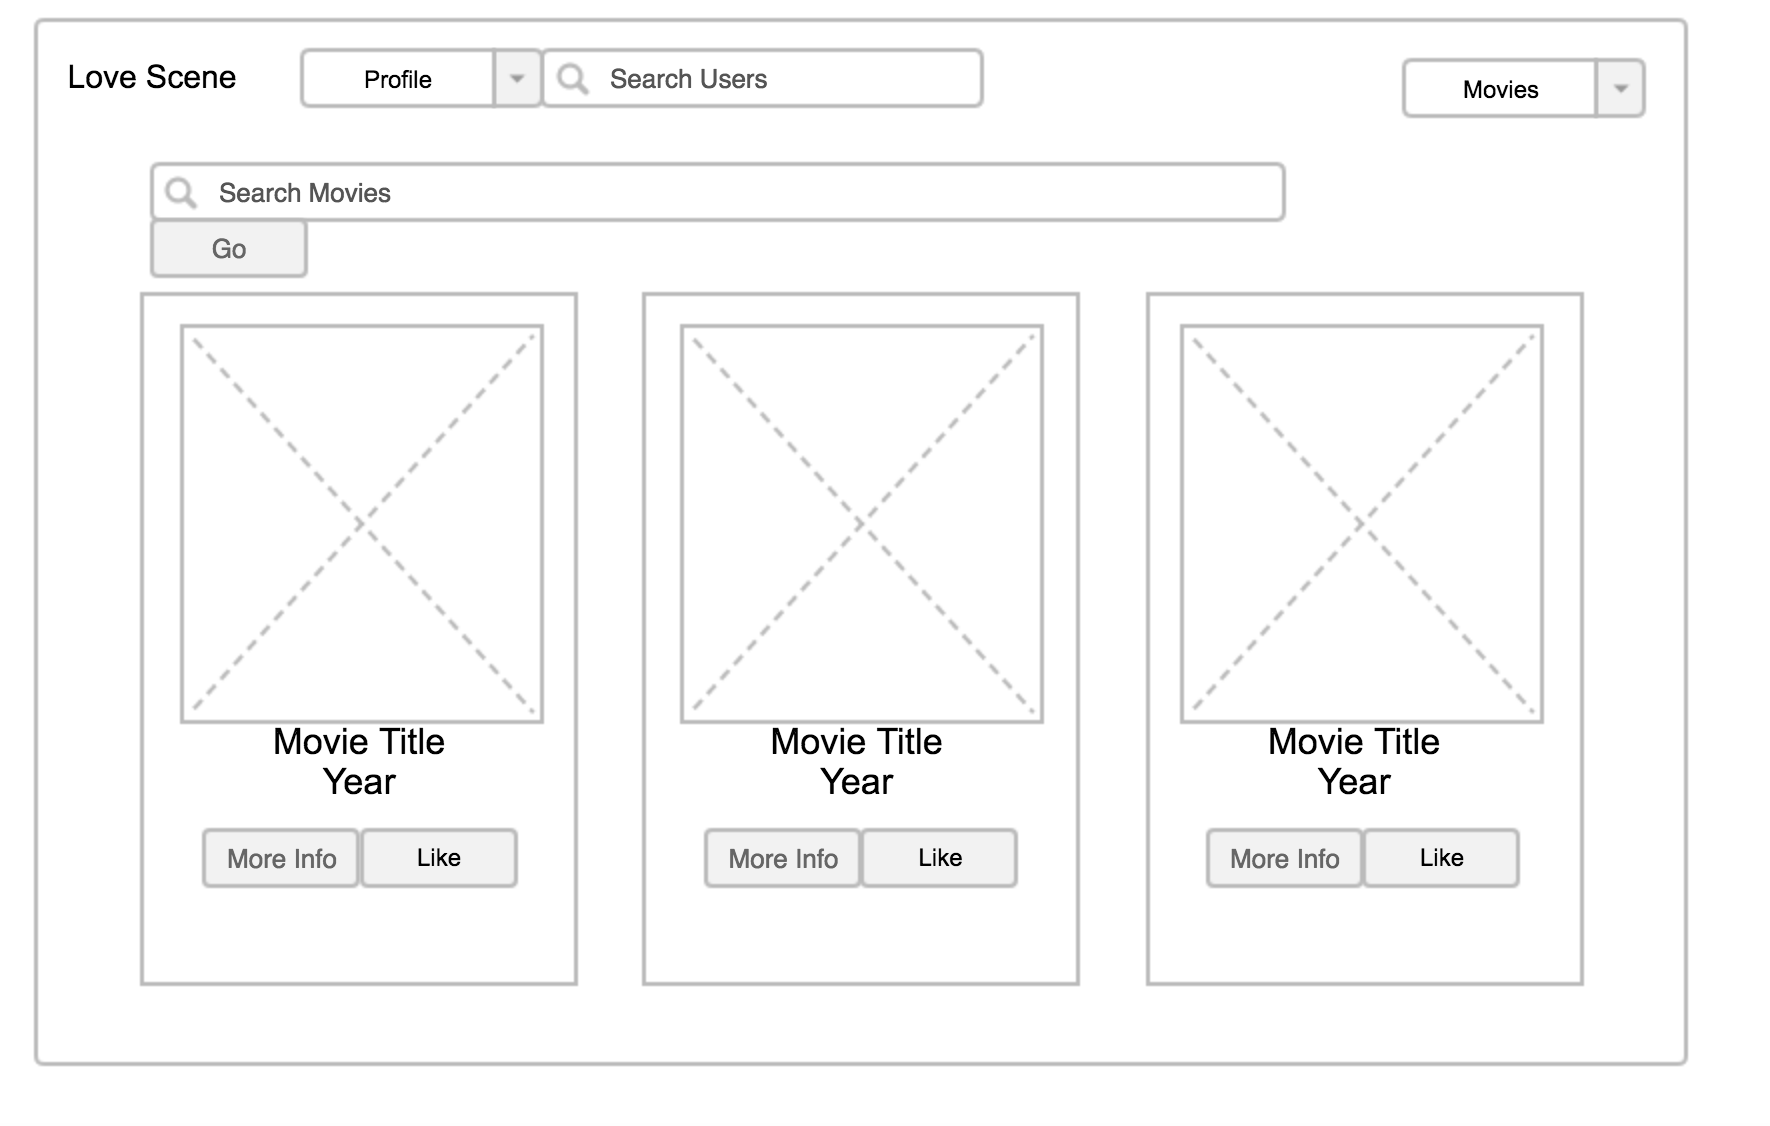 Love Scene
Profile
Search Users
Movies
Search Movies
Go
Movie Title
Year
More Info
Like
Movie Title
Year
More Info
Like
Movie Title
Year
More Info
Like